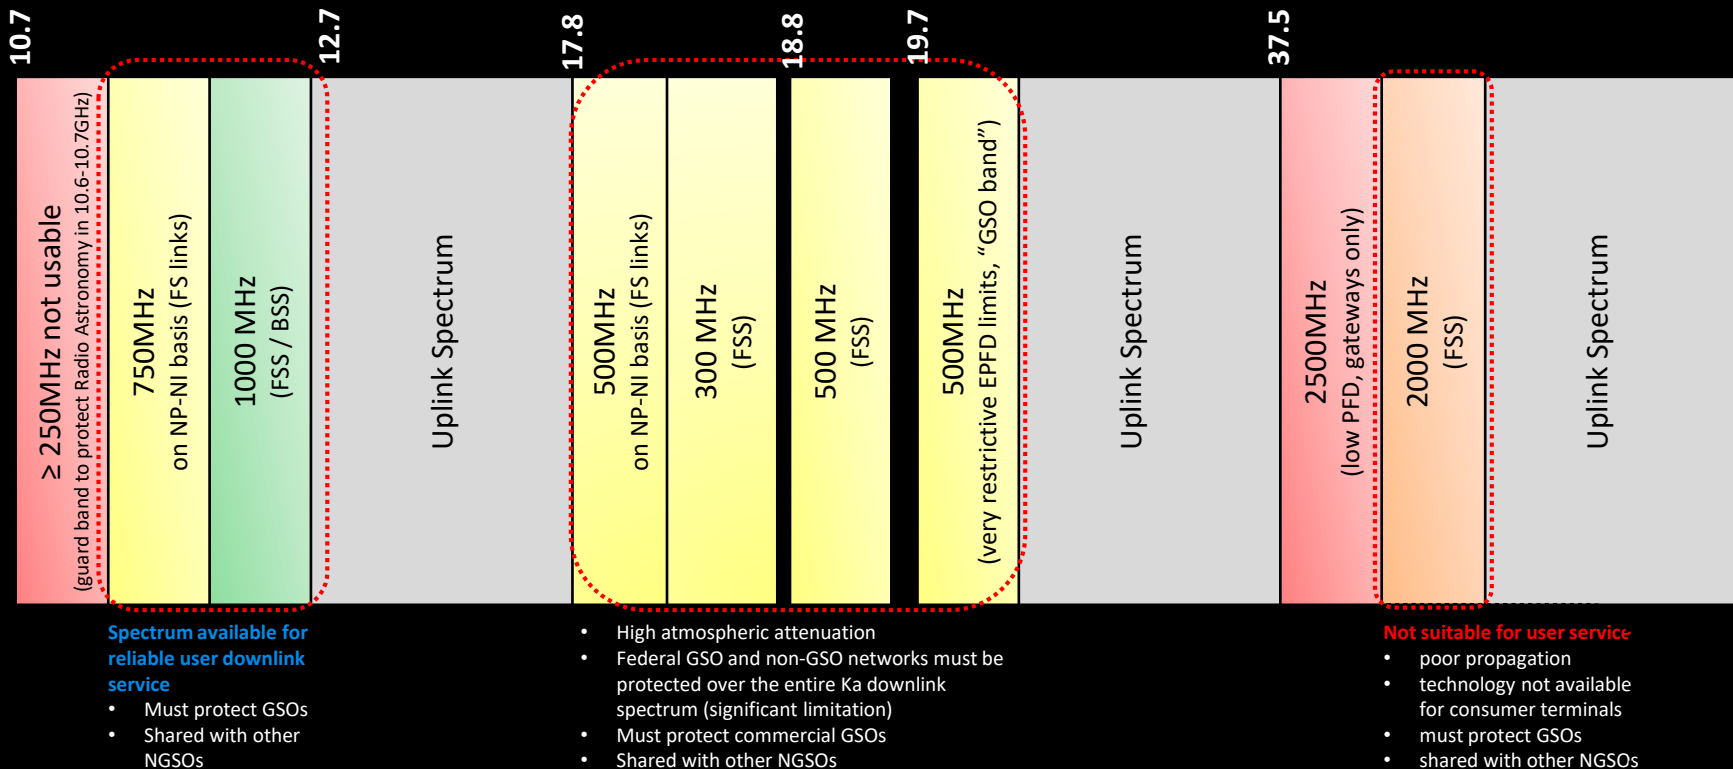 10.7
12.7
17.8
18.8
19.7
37.5
≥ 250MHz not usable
(guard band to protect Radio Astronomy in 10.6-10.7GHz)
750MHz
on NP-NI basis (FS links)
1000 MHz
(FSS / BSS)
Uplink Spectrum
500MHz
on NP-NI basis (FS links)
300 MHz
(FSS)
500 MHz
(FSS)
500MHz
(very restrictive EPFD limits, “GSO band”)
Uplink Spectrum
2500MHz
(low PFD, gateways only)
2000 MHz
(FSS)
Uplink Spectrum
Spectrum available for
reliable user downlink
service
• Must protect GSOs
• Shared with other
NGSOs
• High atmospheric attenuation
• Federal GSO and non-GSO networks must be
protected over the entire Ka downlink
spectrum (significant limitation)
• Must protect commercial GSOs
• Shared with other NGSOs
Not suitable for user service
• poor propagation
• technology not available
for consumer terminals
• must protect GSOs
• shared with other NGSOs